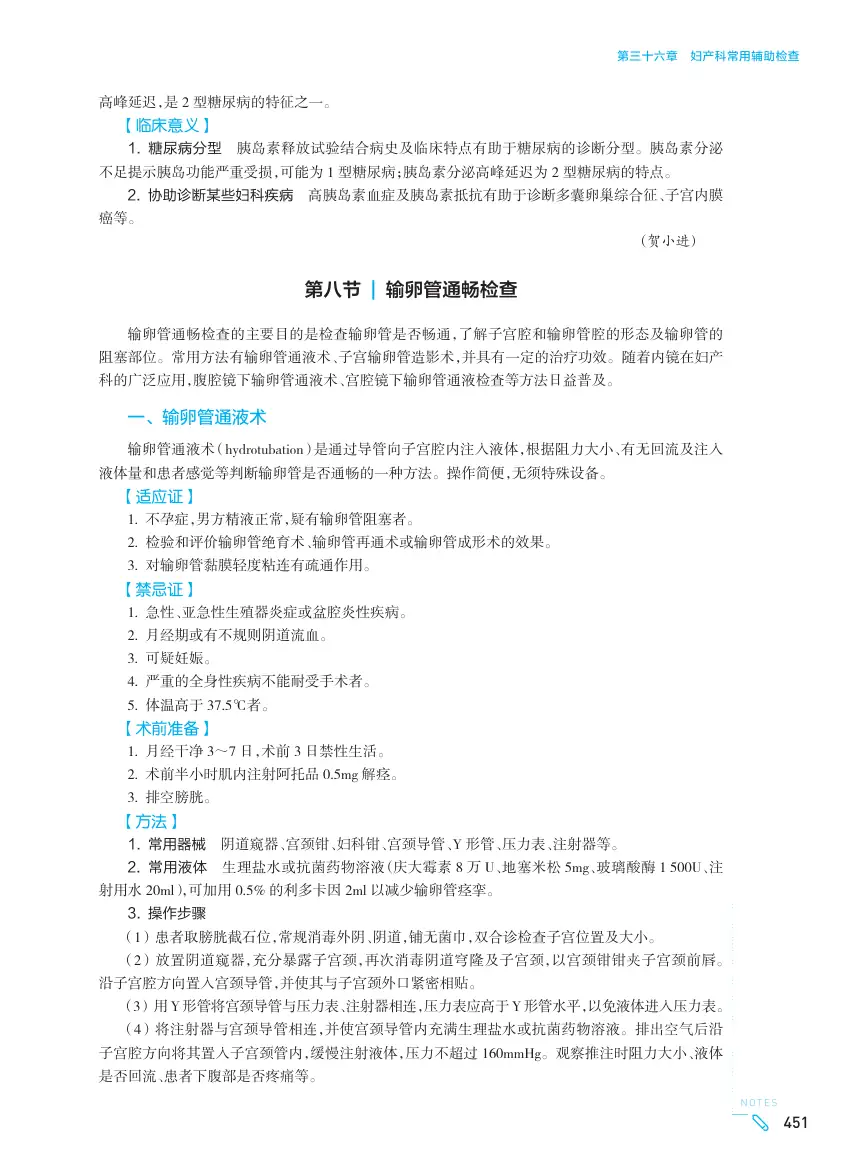 第三十六章 妇产科常用辅助检查
高峰延迟,是 2 型糖尿病的特征之一。
【临床意义】
1. 糖尿病分型 胰岛素释放试验结合病史及临床特点有助于糖尿病的诊断分型。胰岛素分泌
不足提示胰岛功能严重受损,可能为 1 型糖尿病;胰岛素分泌高峰延迟为 2 型糖尿病的特点。
2. 协助诊断某些妇科疾病 高胰岛素血症及胰岛素抵抗有助于诊断多囊卵巢综合征、子宫内膜
癌等。
(贺小进)
第八节 | 输卵管通畅检查
输卵管通畅检查的主要目的是检查输卵管是否畅通,了解子宫腔和输卵管腔的形态及输卵管的
阻塞部位。常用方法有输卵管通液术、子宫输卵管造影术,并具有一定的治疗功效。随着内镜在妇产
科的广泛应用,腹腔镜下输卵管通液术、宫腔镜下输卵管通液检查等方法日益普及。
一、输卵管通液术
输卵管通液术(hydrotubation)是通过导管向子宫腔内注入液体,根据阻力大小、有无回流及注入
液体量和患者感觉等判断输卵管是否通畅的一种方法。操作简便,无须特殊设备。
【适应证】
1. 不孕症,男方精液正常,疑有输卵管阻塞者。
2. 检验和评价输卵管绝育术、输卵管再通术或输卵管成形术的效果。
3. 对输卵管黏膜轻度粘连有疏通作用。
【禁忌证】
1. 急性、亚急性生殖器炎症或盆腔炎性疾病。
2. 月经期或有不规则阴道流血。
3. 可疑妊娠。
4. 严重的全身性疾病不能耐受手术者。
5. 体温高于 37.5℃者。
【术前准备】
1. 月经干净 3～7 日,术前 3 日禁性生活。
2. 术前半小时肌内注射阿托品 0.5mg 解痉。
3. 排空膀胱。
【方法】
1. 常用器械 阴道窥器、宫颈钳、妇科钳、宫颈导管、Y 形管、压力表、注射器等。
2. 常用液体 生理盐水或抗菌药物溶液(庆大霉素 8 万 U、地塞米松 5mg、玻璃酸酶 1 500U、注
射用水 20ml),可加用 0.5% 的利多卡因 2ml 以减少输卵管痉挛。
3. 操作步骤
(1)患者取膀胱截石位,常规消毒外阴、阴道,铺无菌巾,双合诊检查子宫位置及大小。
(2)放置阴道窥器,充分暴露子宫颈,再次消毒阴道穹隆及子宫颈,以宫颈钳钳夹子宫颈前唇。
沿子宫腔方向置入宫颈导管,并使其与子宫颈外口紧密相贴。
(3)用 Y 形管将宫颈导管与压力表、注射器相连,压力表应高于 Y 形管水平,以免液体进入压力表。
(4)将注射器与宫颈导管相连,并使宫颈导管内充满生理盐水或抗菌药物溶液。排出空气后沿
子宫腔方向将其置入子宫颈管内,缓慢注射液体,压力不超过 160mmHg。观察推注时阻力大小、液体
是否回流、患者下腹部是否疼痛等。
NOTES
451